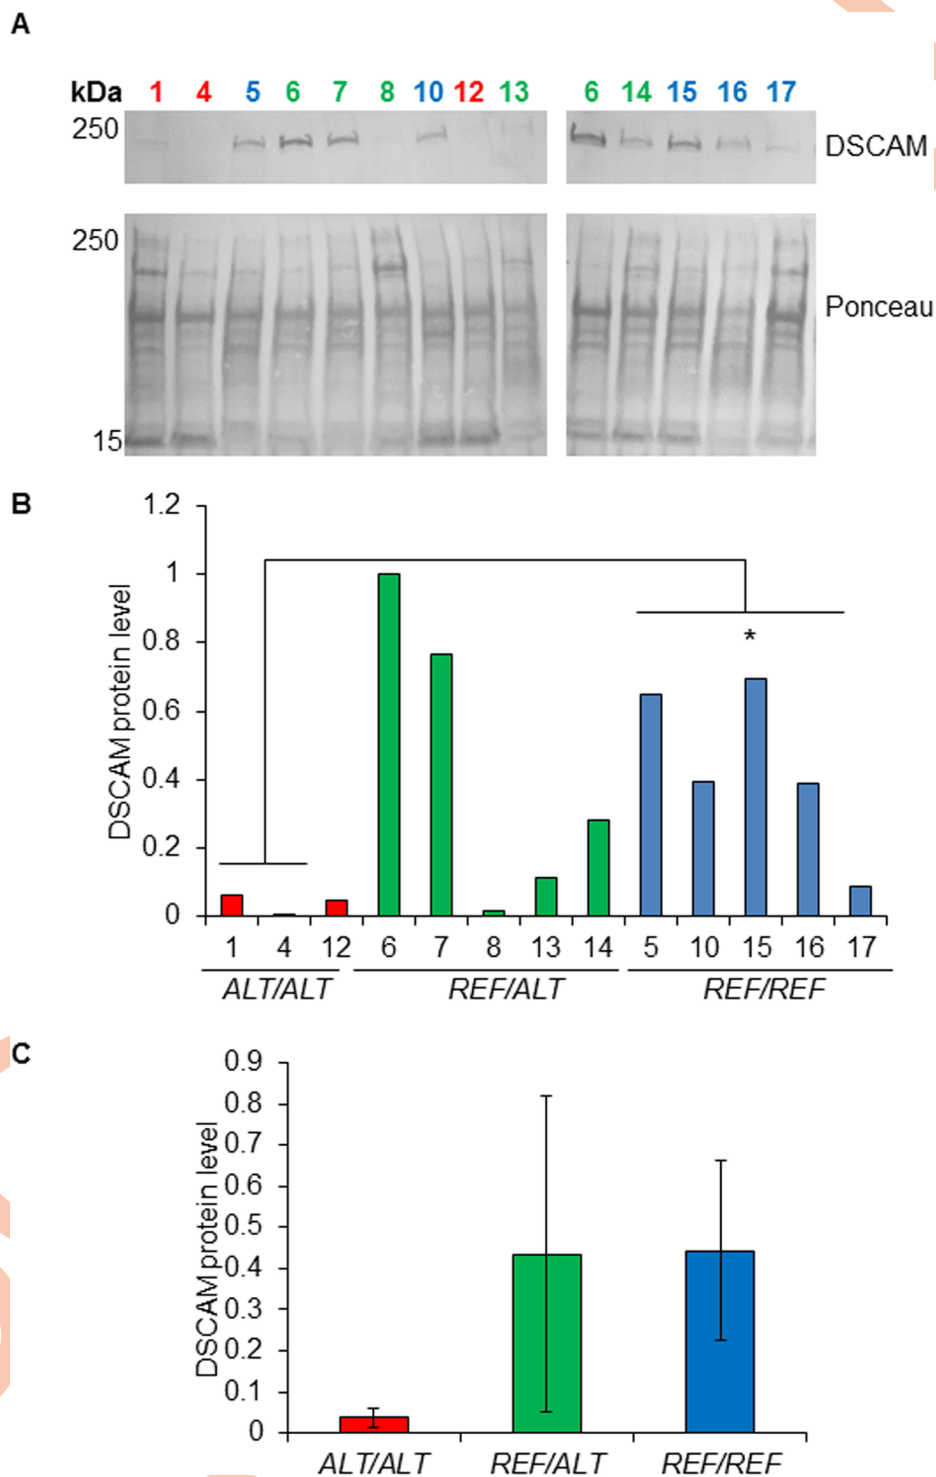 A
kDa 1 4 5 6 7 8 10 12 13 6 14 15 16 17
250
DSCAM
250
Ponceau
15
B
1.2
1
0.8
0.6
0.4
0.2
0
DSCAM protein level
*
1 4 12 6 7 8 13 14 5 10 15 16 17
ALT/ALT REF/ALT REF/REF
C
0.9
0.8
0.7
0.6
0.5
0.4
0.3
0.2
0.1
0
DSCAM protein level
ALT/ALT REF/ALT REF/REF